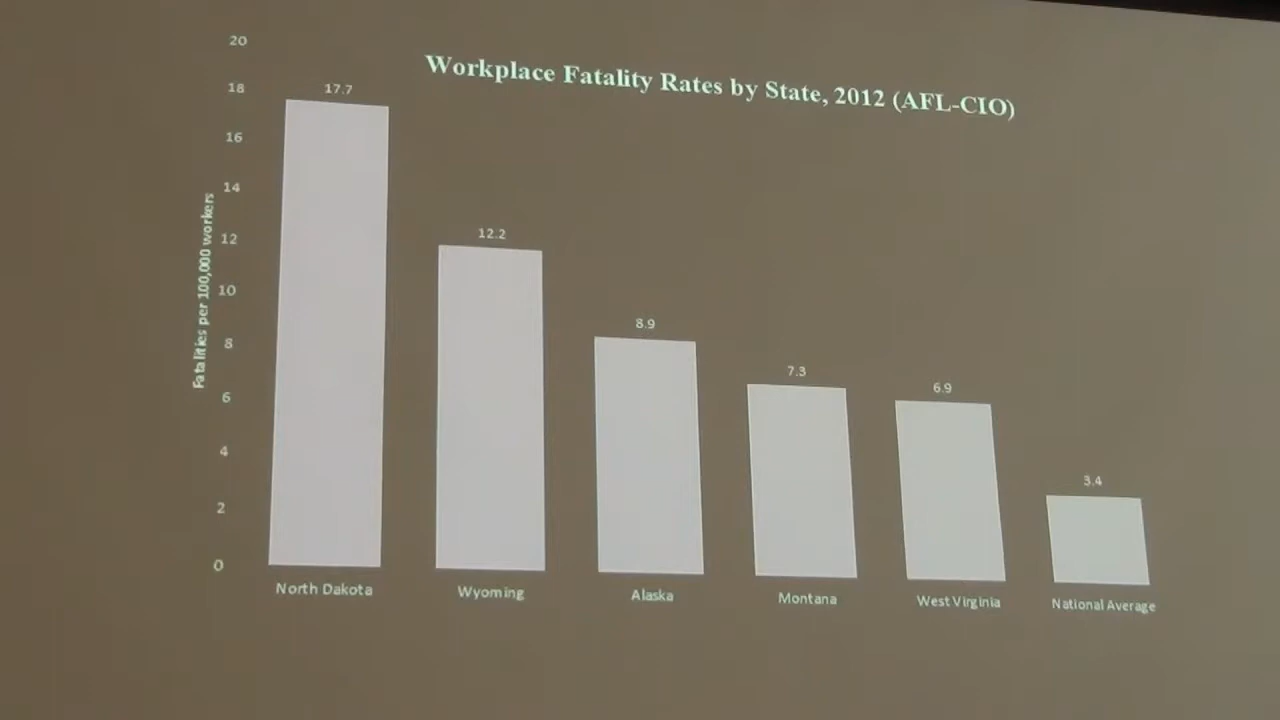 Workplace Fatality Rates by State, 2012 (AFL-CIO)
Fatalities per 100,000 workers
20
18
16
14
12
10
8
6
4
2
0
17.7
12.2
8.9
7.3
6.9
3.4
North Dakota
Wyoming
Alaska
Montana
West Virginia
National Average